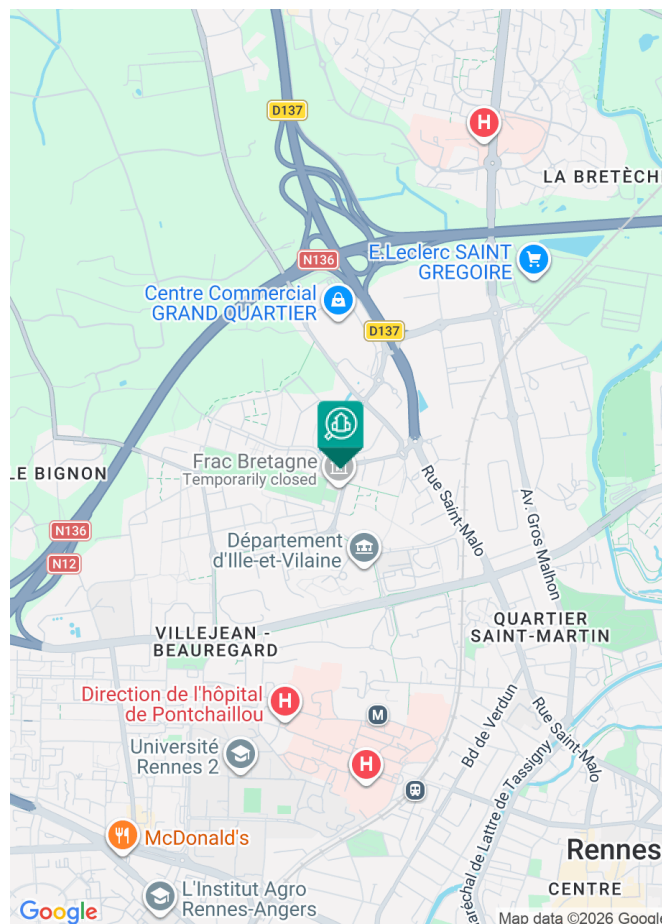 D137
H
LA BRETÈCH
N136
E.Leclerc SAINT
GREGOIRE
Centre Commercial
GRAND QUARTIER
D137
Frac Bretagne
Temporarily closed
LE BIGNON
Rue Saint-Malo
Av. Gros Malhon
N136
N12
Département
d'Ille-et-Vilaine
VILLEJEAN -
BEAUREGARD
QUARTIER
SAINT-MARTIN
Direction de l'hôpital
de Pontchaillou
H
M
Bd de Verdun
Rue Saint-Malo
Université
Rennes 2
H
aréchal de Lattre de Tassigny
McDonald's
Rennes
L'Institut Agro
Rennes-Angers
CENTRE
Google
Map data ©2026 Google